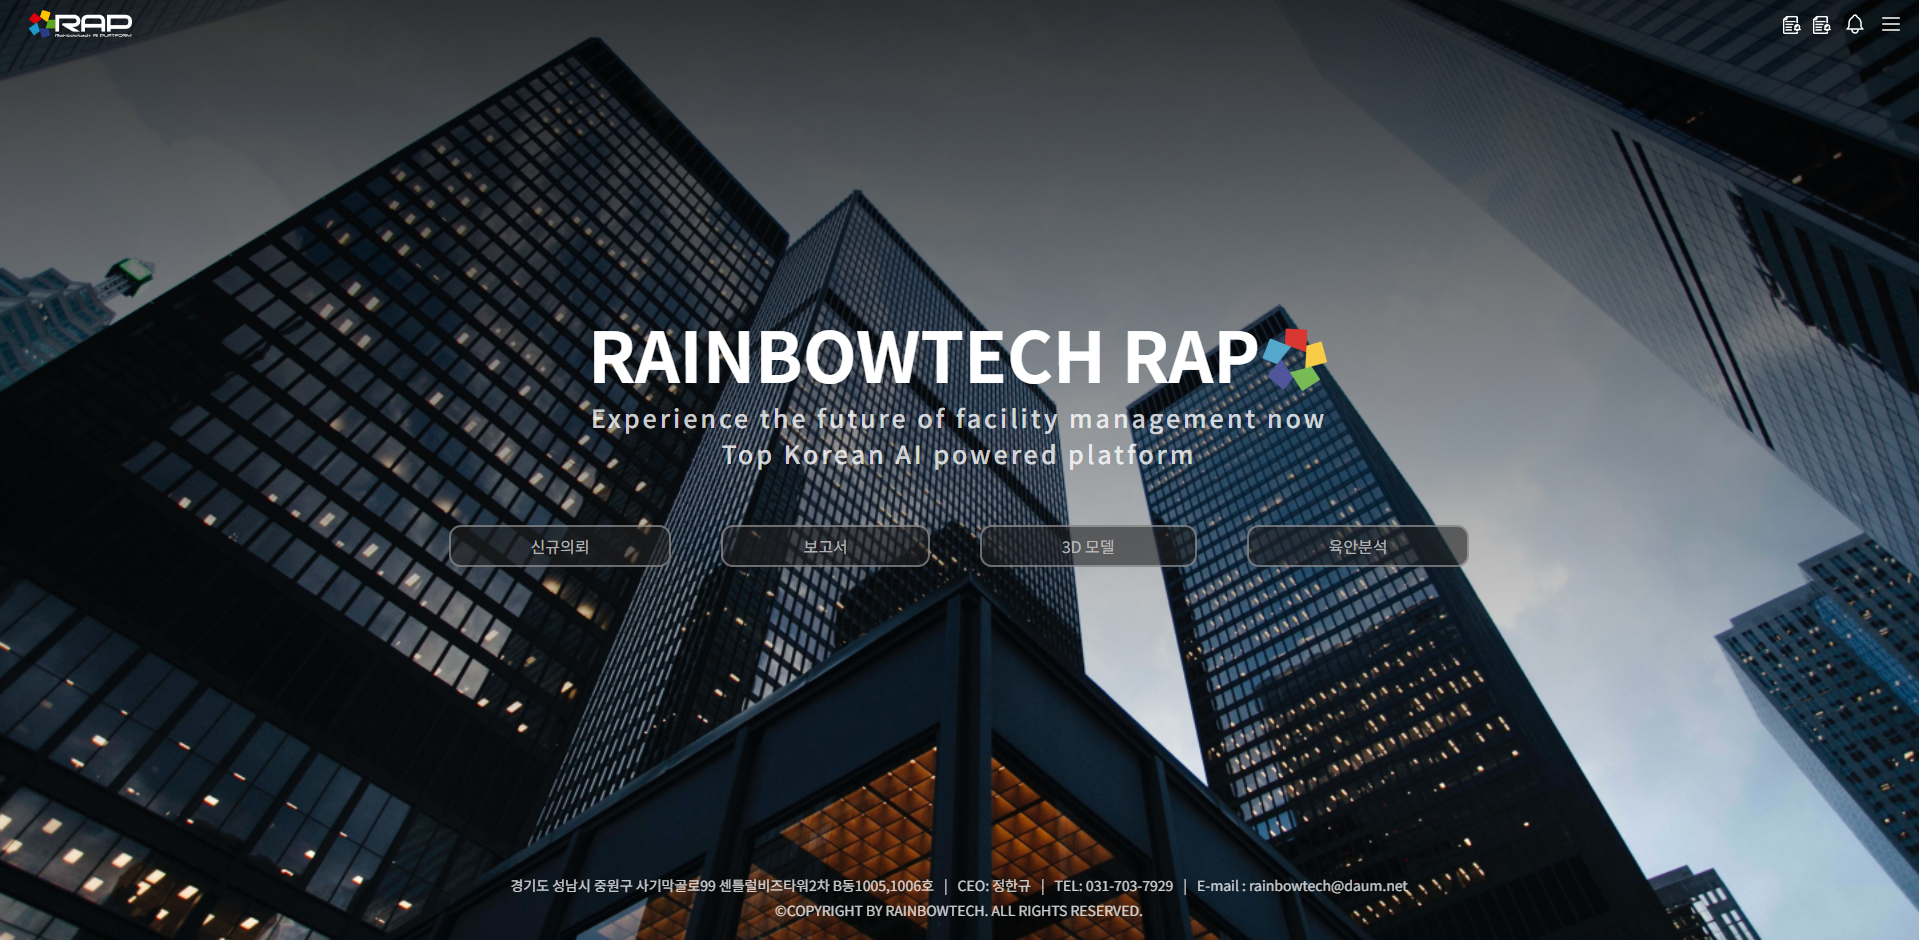 RAP
RAINBOWTECH RAP
Experience the future of facility management now
Top Korean AI powered platform
신규의뢰
보고서
3D 모델
육안분석
경기도 성남시 중원구 사기막골로99 센틀럴비즈타워2차 B동1005,1006호 | CEO: 정한규 | TEL: 031-703-7929 | E-mail : rainbowtech@daum.net
©COPYRIGHT BY RAINBOWTECH. ALL RIGHTS RESERVED.